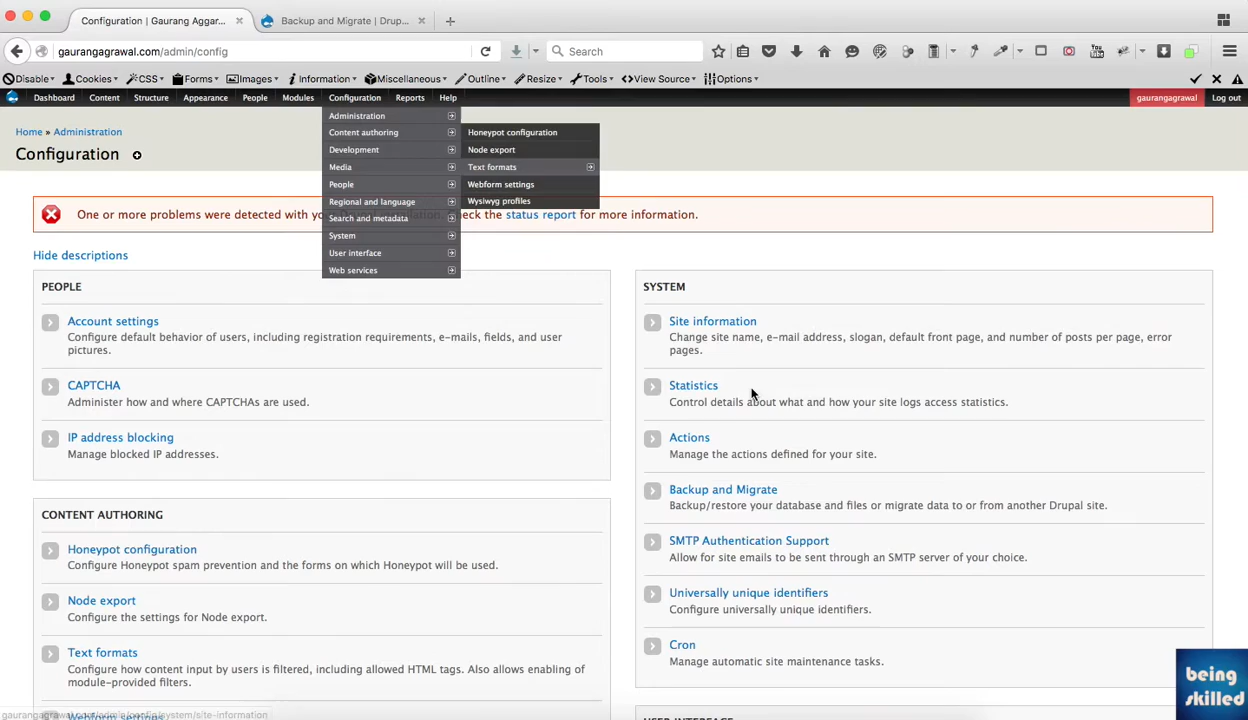 Configuration | Gaurang Aggar...
Backup and Migrate | Drup...
gaurangagrawal.com/admin/config
Search
Disable
Cookies
CSS
Forms
Images
Information
Miscellaneous
Outline
Resize
Tools
View Source
Options
Dashboard
Content
Structure
Appearance
People
Modules
Configuration
Reports
Help
gaurangagrawal
Log out
Home » Administration
Configuration
Administration
Content authoring
Development
Media
People
Regional and language
Search and metadata
System
User interface
Web services
Honeypot configuration
Node export
Text formats
Webform settings
Wysiwyg profiles
One or more problems were detected with your heck the status report for more information.
Hide descriptions
PEOPLE
Account settings
Configure default behavior of users, including registration requirements, e-mails, fields, and user
pictures.
CAPTCHA
Administer how and where CAPTCHAs are used.
IP address blocking
Manage blocked IP addresses.
CONTENT AUTHORING
Honeypot configuration
Configure Honeypot spam prevention and the forms on which Honeypot will be used.
Node export
Configure the settings for Node export.
Text formats
Configure how content input by users is filtered, including allowed HTML tags. Also allows enabling of
module-provided filters.
Webform settings
SYSTEM
Site information
Change site name, e-mail address, slogan, default front page, and number of posts per page, error
pages.
Statistics
Control details about what and how your site logs access statistics.
Actions
Manage the actions defined for your site.
Backup and Migrate
Backup/restore your database and files or migrate data to or from another Drupal site.
SMTP Authentication Support
Allow for site emails to be sent through an SMTP server of your choice.
Universally unique identifiers
Configure universally unique identifiers.
Cron
Manage automatic site maintenance tasks.
USER INTERFACE
gaurangagrawal.com/admin/config/system/site-information
being
skilled